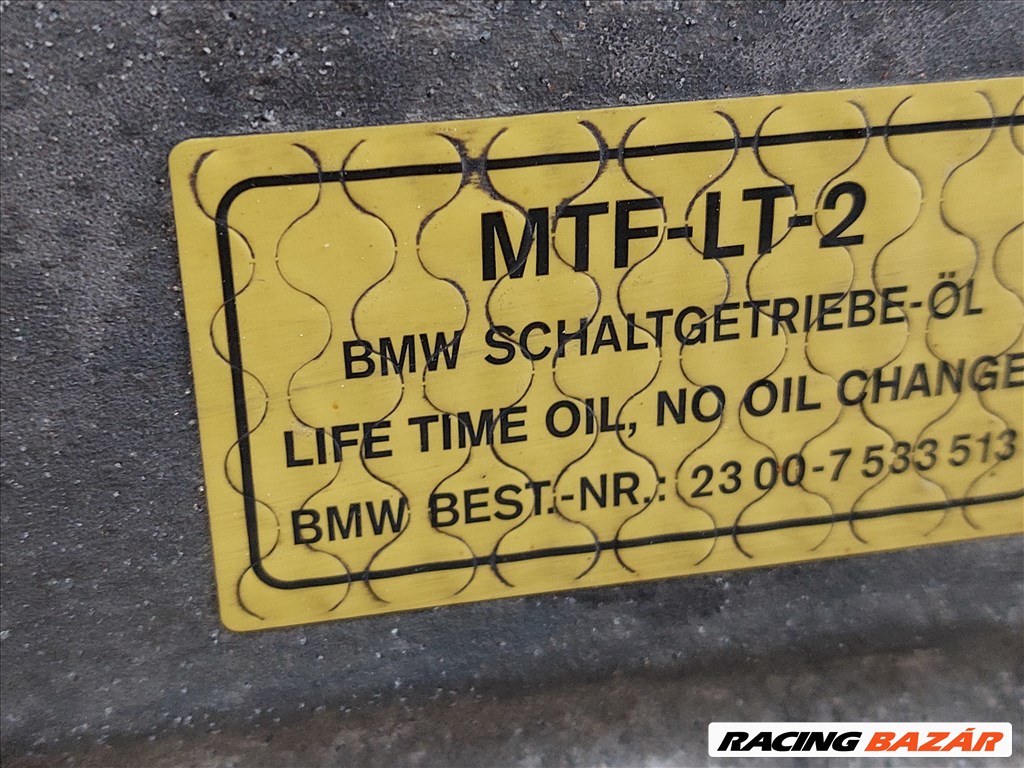 MTF-LT-2
BMW SCHALTGETRIEBE-ÖL
LIFE TIME OIL, NO OIL CHANGE
BMW BEST.-NR.: 23 00-7 533 513
RACING BAZÁR